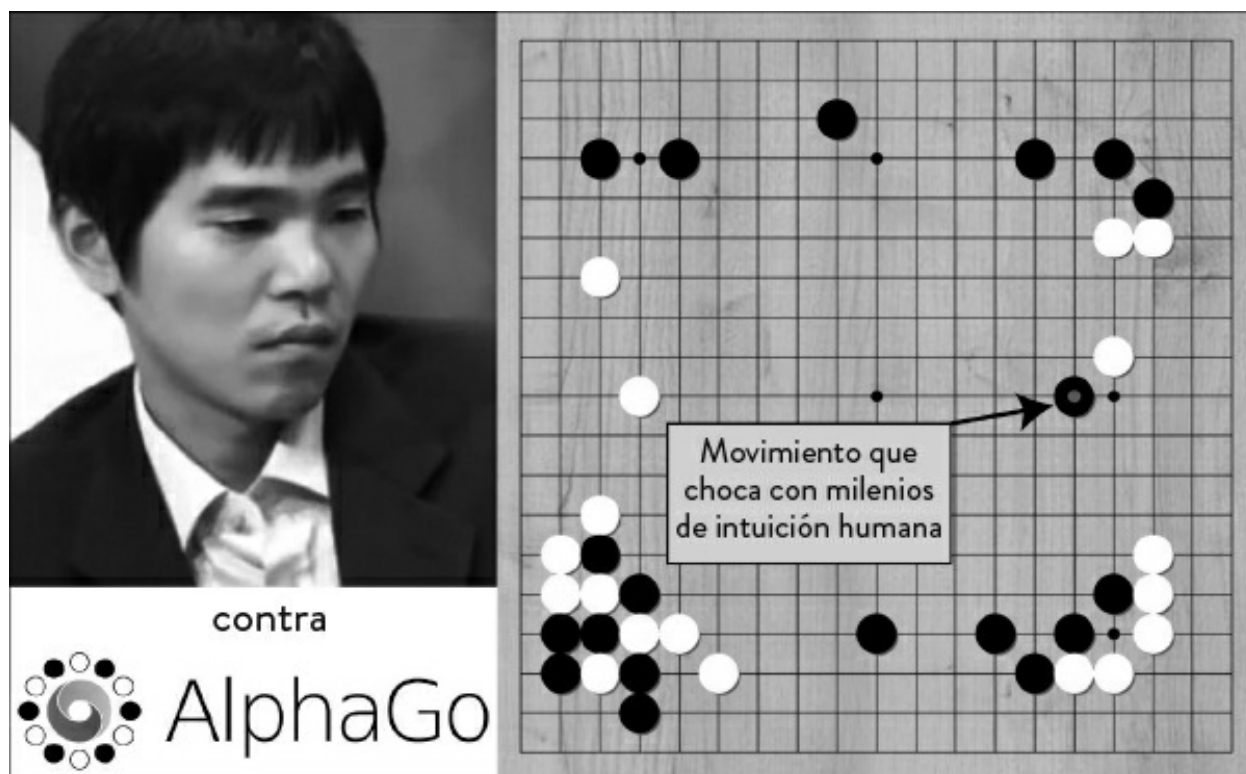 contra
AlphaGo
Movimiento que
choca con milenios
de intuición humana